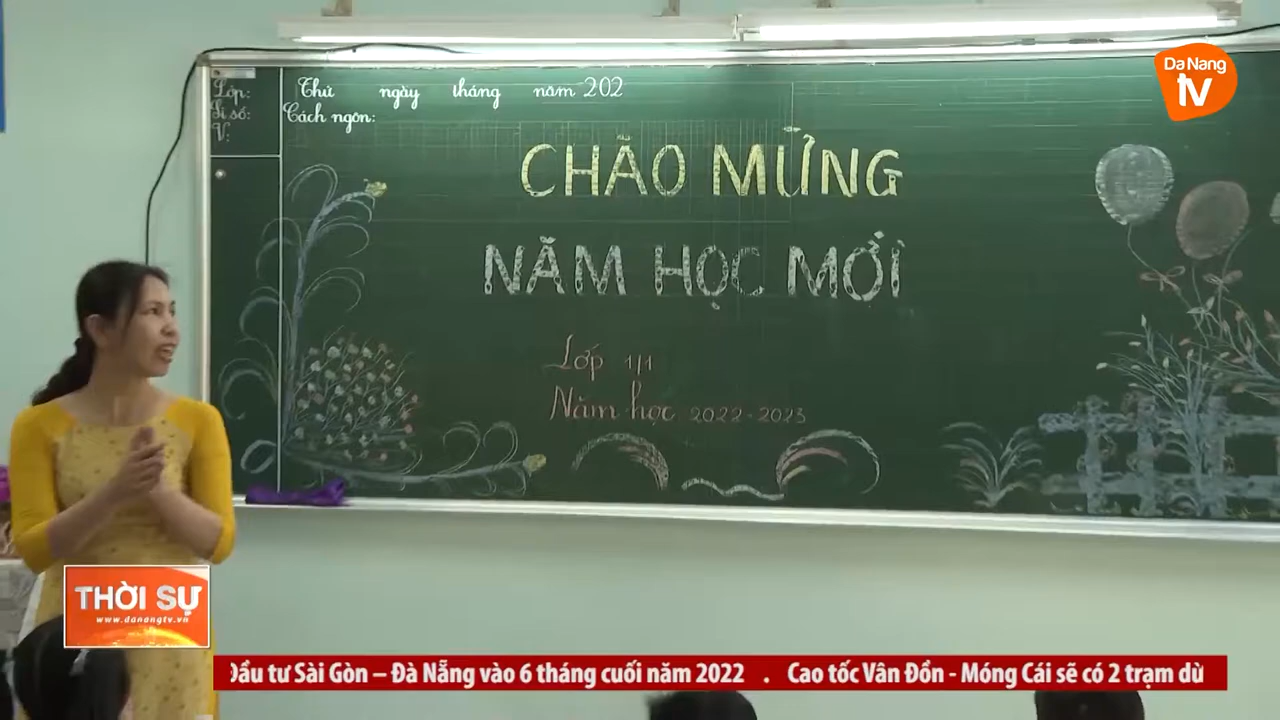 Da Nang
tv
Lớp:
Sĩ số:
V:
Thứ ngày tháng năm 202
Cách ngôn:
CHÀO MỪNG
NĂM HỌC MỚI
Lớp 1/1
Năm học 2022-2023
THỜI SỰ
www.danangtv.vn
Đầu tư Sài Gòn – Đà Nẵng vào 6 tháng cuối năm 2022 . Cao tốc Vân Đồn - Móng Cái sẽ có 2 trạm dừ